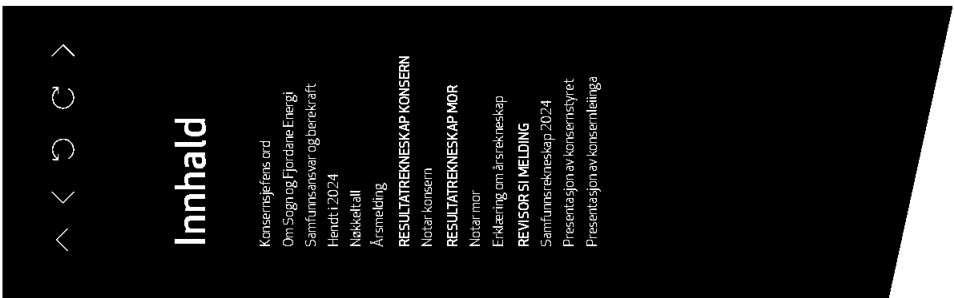 Innhald
Konsernsjefens ord
Om Sogn og Fjordane Energi
Samfunnsansvar og berekraft
Hendt i 2024
Nøkkeltall
Årsmelding
RESULTATREKNESKAP KONSERN
Notar konsern
RESULTATREKNESKAP MOR
Notar mor
Erklæring om årsrekneskap
REVISOR SI MELDING
Samfunnsrekneskap 2024
Presentasjon av konsernstyret
Presentasjon av konsernleiinga